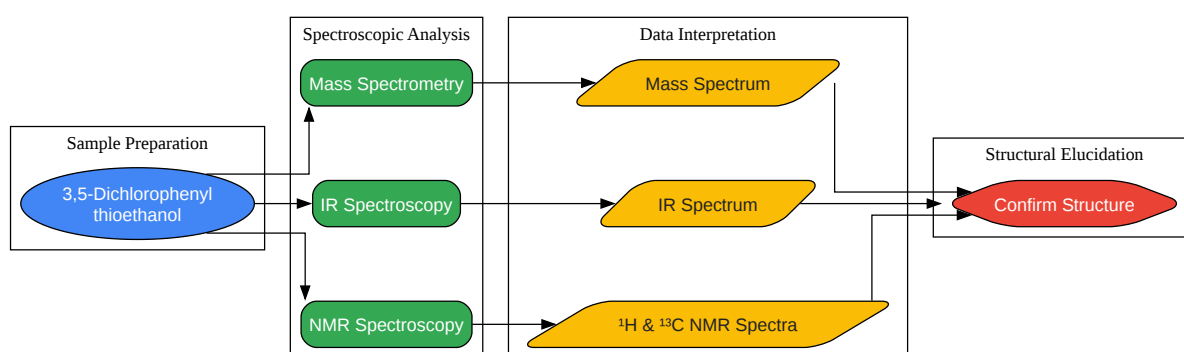 Sample Preparation
3,5-Dichlorophenyl
thioethanol
Spectroscopic Analysis
Mass Spectrometry
IR Spectroscopy
NMR Spectroscopy
Data Interpretation
Mass Spectrum
IR Spectrum
¹H & ¹³C NMR Spectra
Structural Elucidation
Confirm Structure